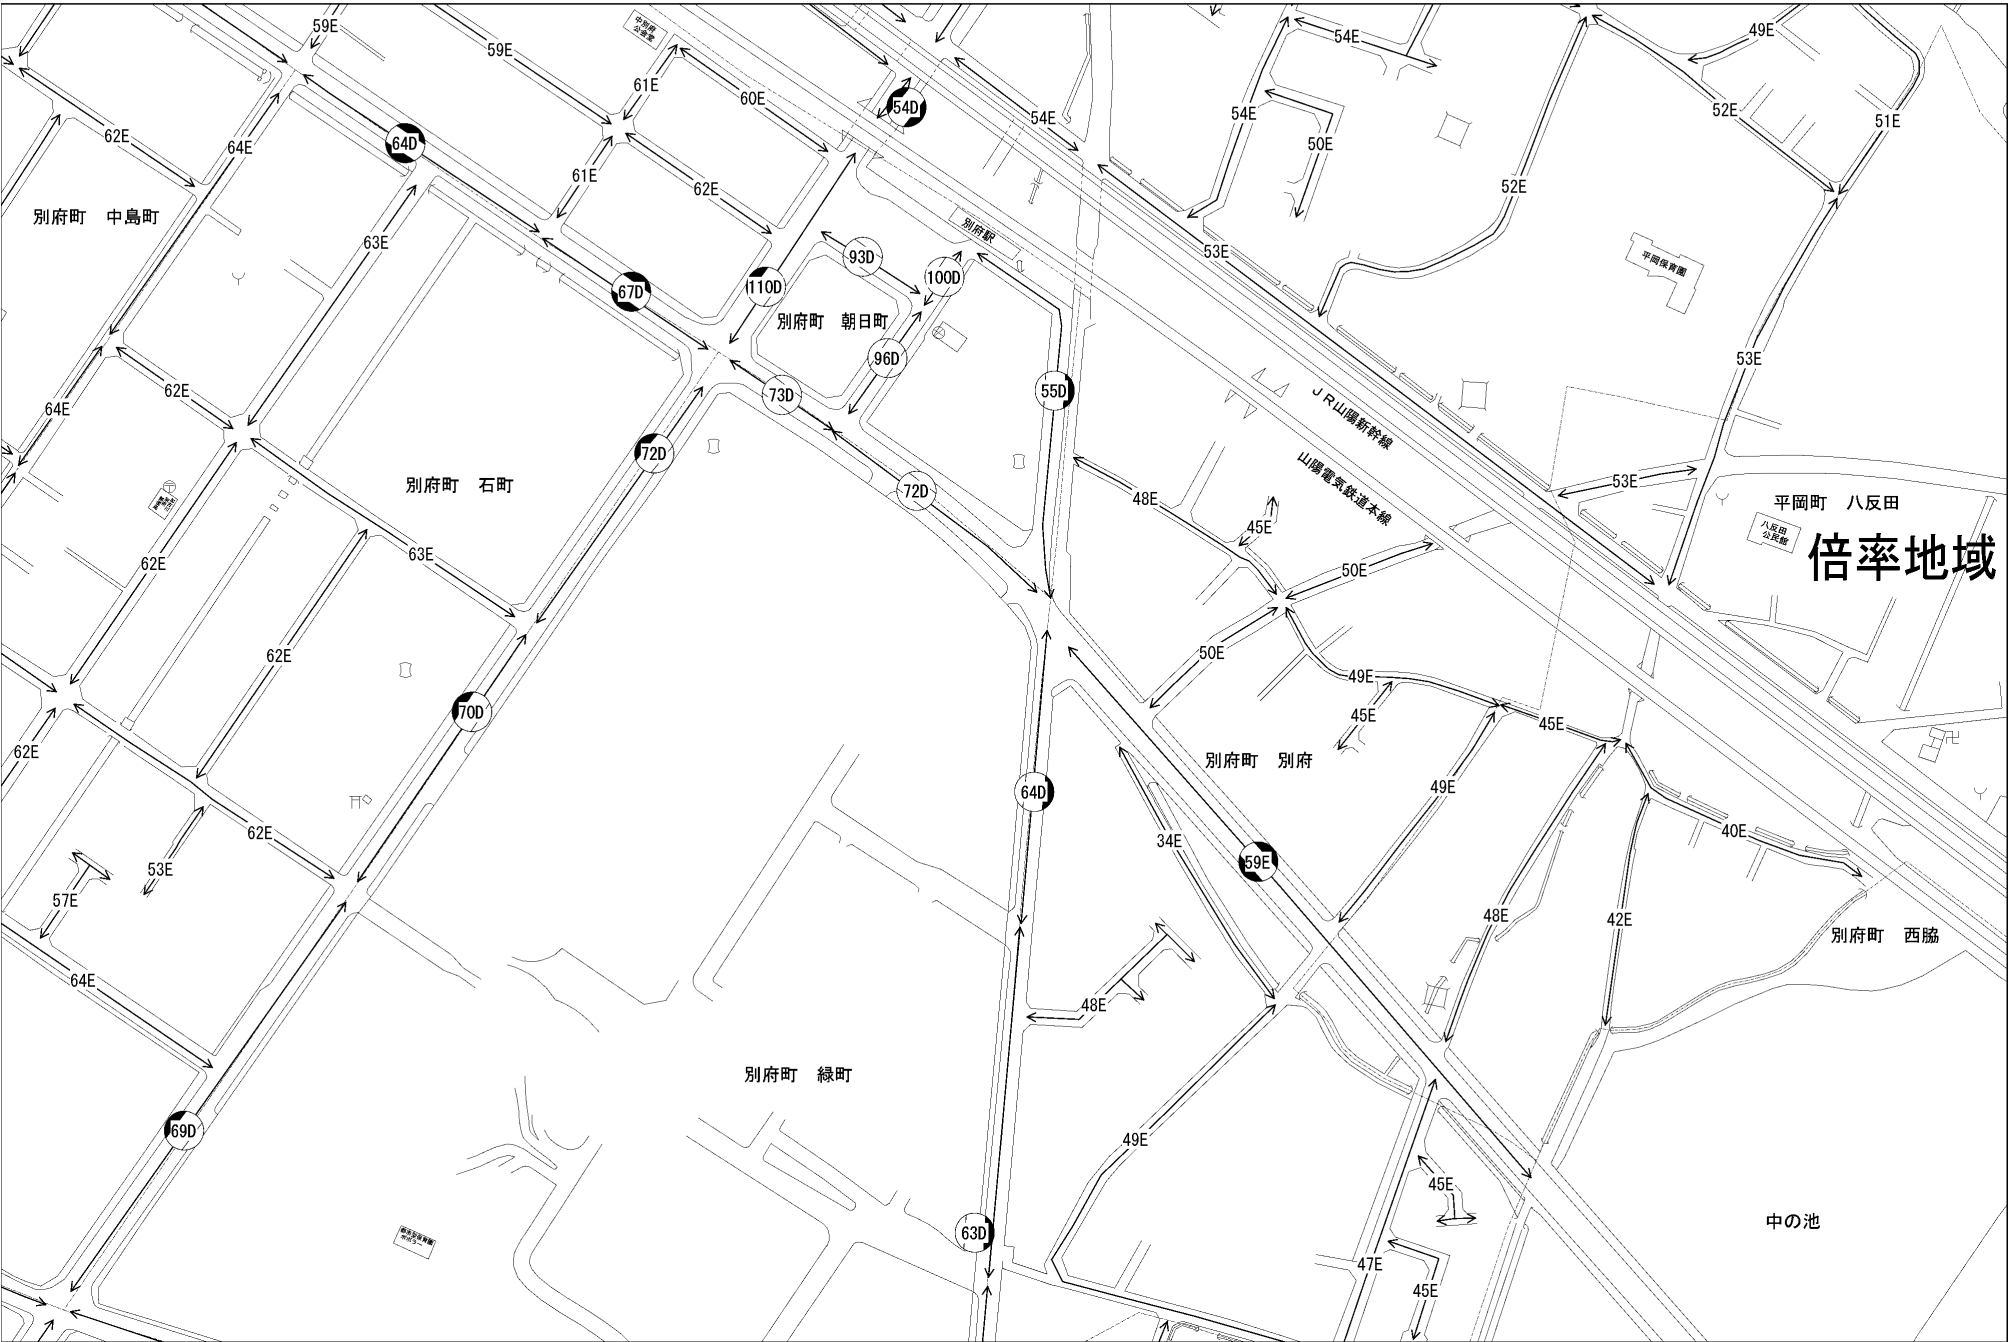 59E
59E
中別府
公会堂
54E
49E
61E
60E
54D
54E
54E
52E
51E
62E
64E
64D
50E
61E
62E
52E
別府町　中島町
63E
別府駅
53E
平岡保育園
93D
100D
67D
110D
別府町　朝日町
96D
53E
62E
64E
73D
55D
JR山陽新幹線
72D
山陽電気鉄道本線
別府町　石町
72D
48E
53E
平岡町　八反田
45E
八反田
公民館
倍率地域
62E
63E
50E
62E
50E
49E
70D
45E
45E
62E
別府町　別府
49E
64D
62E
34E
59E
40E
53E
57E
48E
42E
別府町　西脇
64E
48E
別府町　緑町
69D
49E
45E
中の池
63D
47E
45E